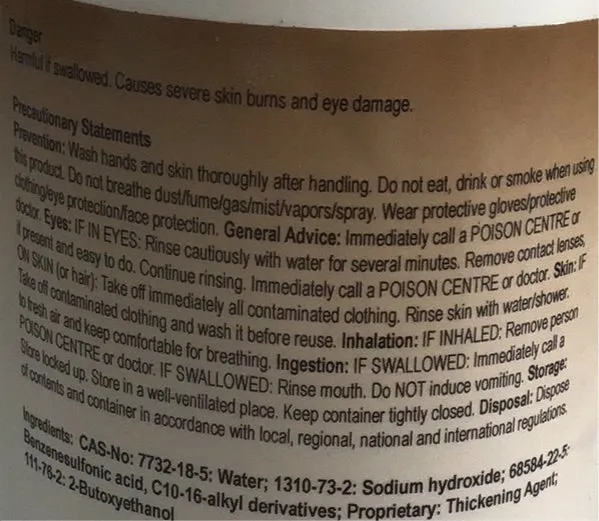 Danger
Harmful if swallowed. Causes severe skin burns and eye damage.
Precautionary Statements
Prevention: Wash hands and skin thoroughly after handling. Do not eat, drink or smoke when using
this product. Do not breathe dust/fume/gas/mist/vapors/spray. Wear protective gloves/protective
clothing/eye protection/face protection. General Advice: Immediately call a POISON CENTRE or
doctor. Eyes: IF IN EYES: Rinse cautiously with water for several minutes. Remove contact lenses,
if present and easy to do. Continue rinsing. Immediately call a POISON CENTRE or doctor. Skin: IF
ON SKIN (or hair): Take off immediately all contaminated clothing. Rinse skin with water/shower.
Take off contaminated clothing and wash it before reuse. Inhalation: IF INHALED: Remove person
to fresh air and keep comfortable for breathing. Ingestion: IF SWALLOWED: Immediately call a
POISON CENTRE or doctor. IF SWALLOWED: Rinse mouth. Do NOT induce vomiting. Storage:
Store locked up. Store in a well-ventilated place. Keep container tightly closed. Disposal: Dispose
of contents and container in accordance with local, regional, national and international regulations.
Ingredients: CAS-No: 7732-18-5: Water; 1310-73-2: Sodium hydroxide; 68584-22-5:
Benzenesulfonic acid, C10-16-alkyl derivatives; Proprietary: Thickening Agent;
111-76-2: 2-Butoxyethanol